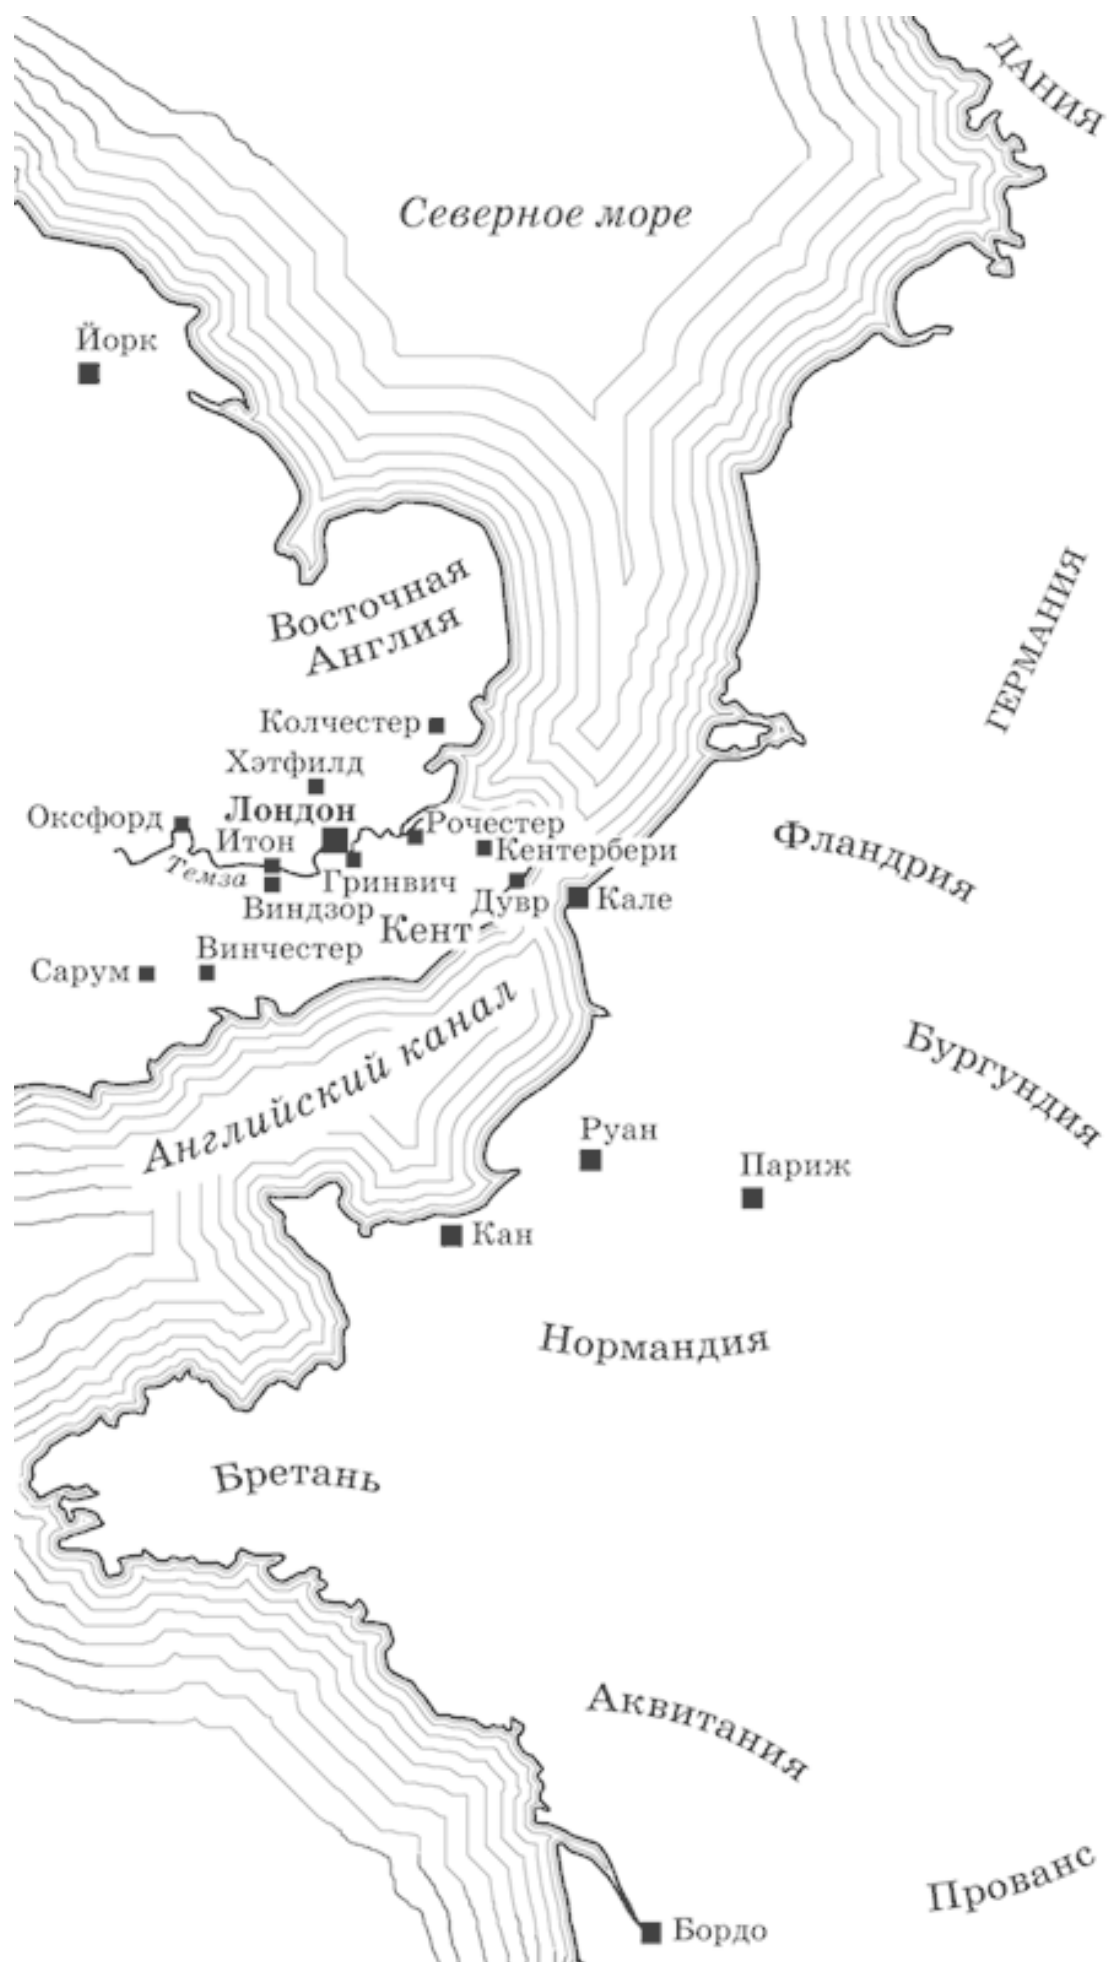 ДАНИЯ
Северное море
Йорк
Восточная
Англия
ГЕРМАНИЯ
Колчестер
Хэтфилд
Лондон
Оксфорд
Рочестер
Итон
Кентербери
Фландрия
Темза
Гринвич
Виндзор
Дувр
Кале
Кент
Винчестер
Сарум
Английский канал
Бургундия
Руан
Париж
Кан
Нормандия
Бретань
Аквитания
Прованс
Бордо